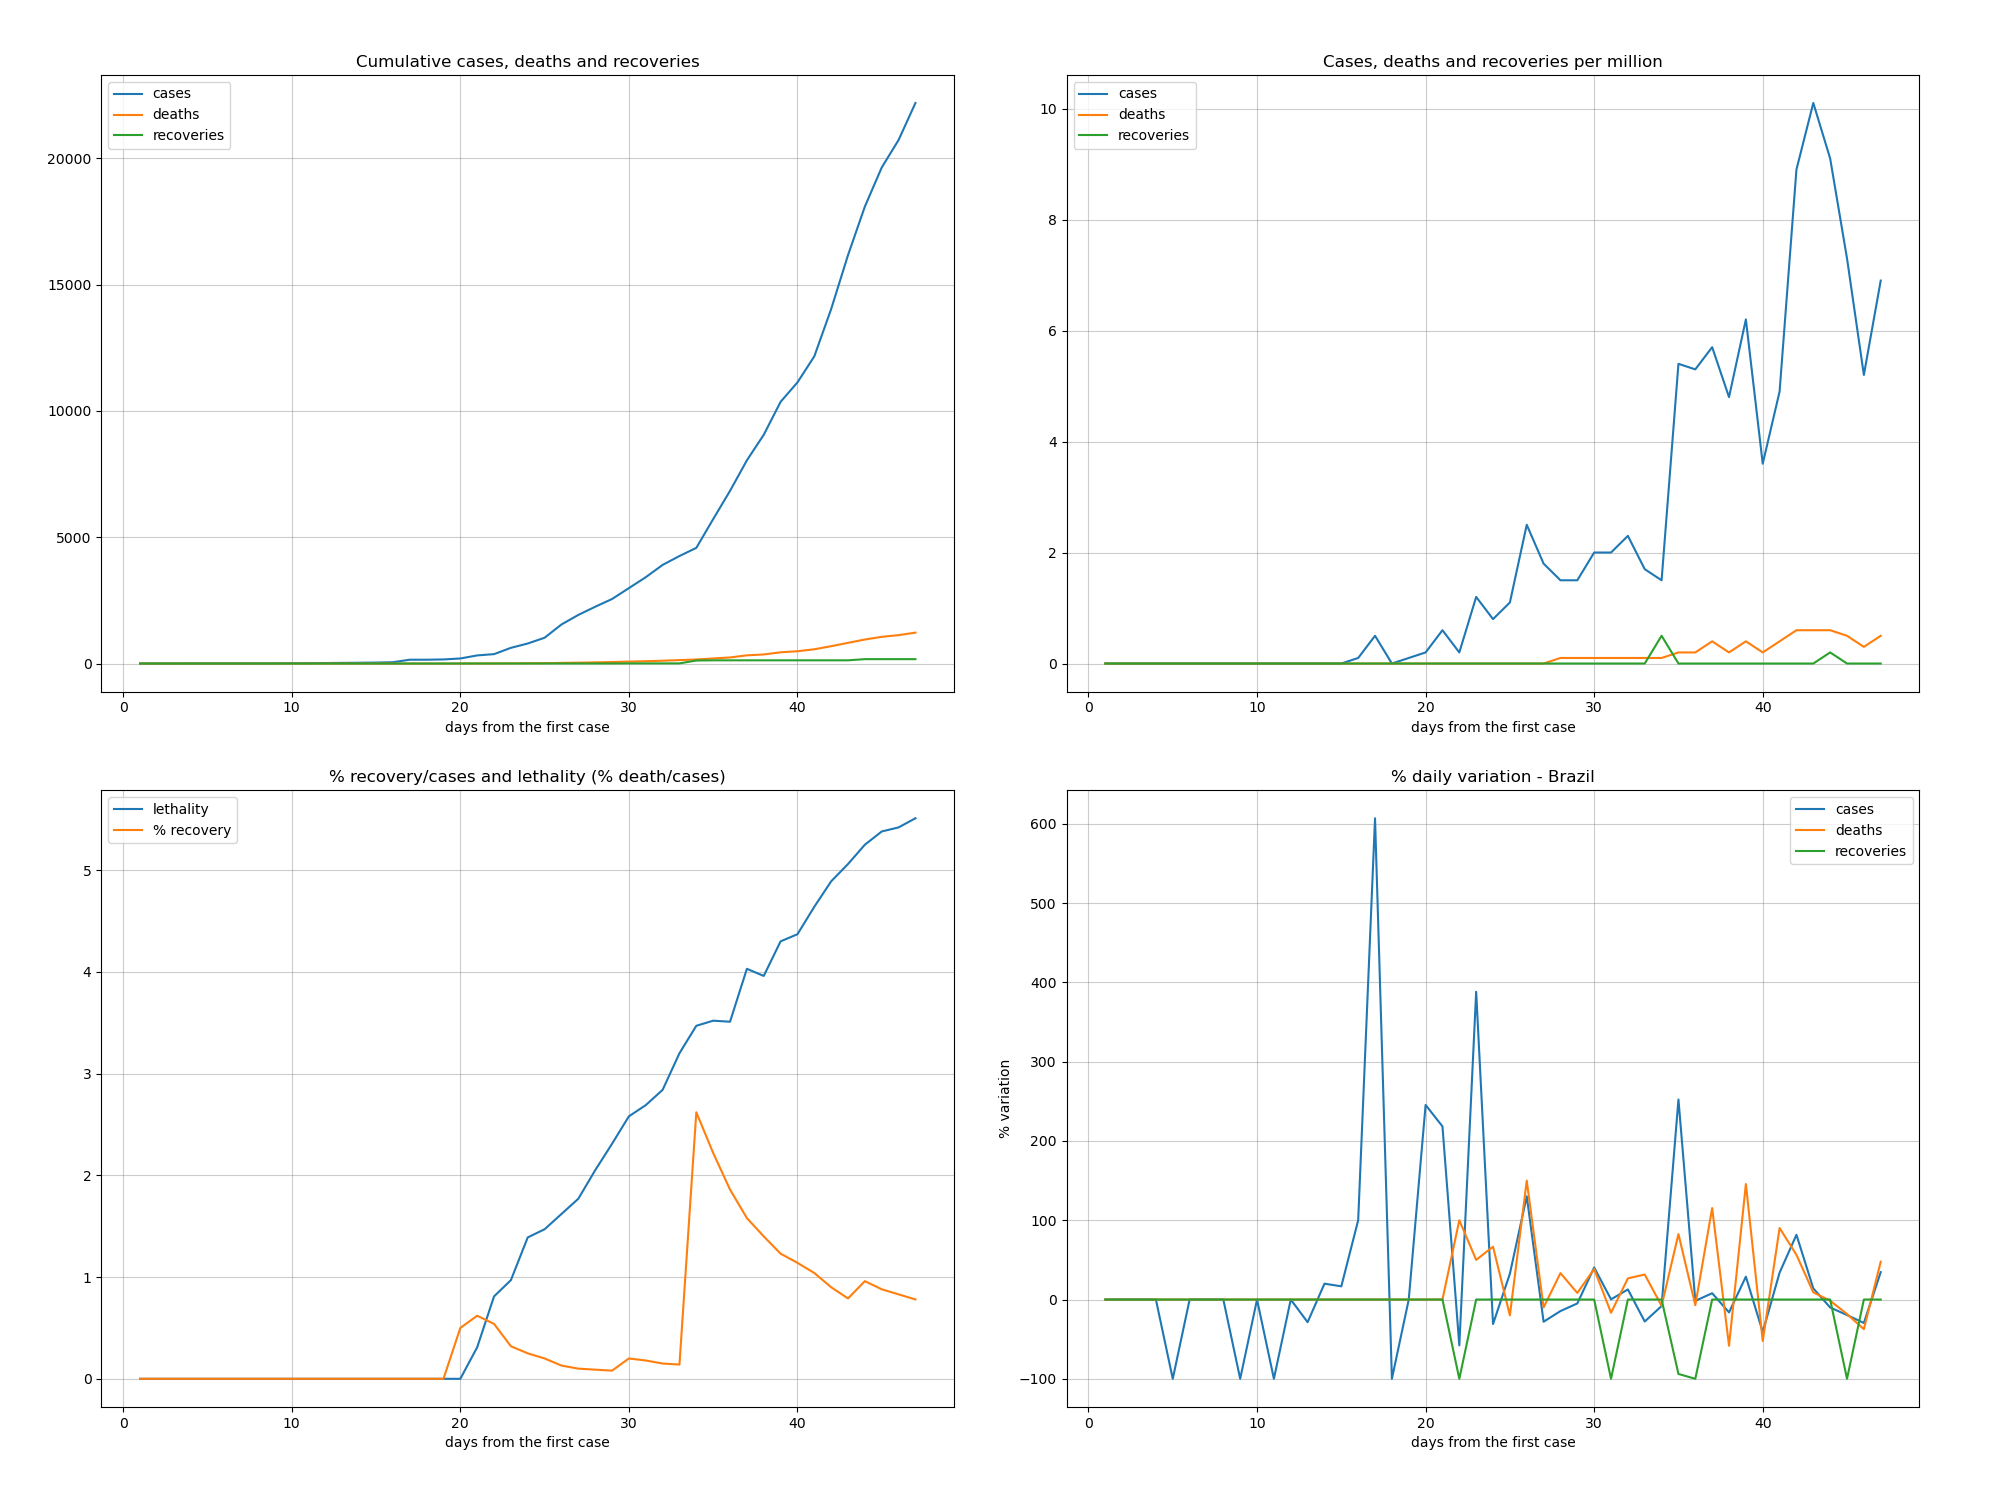 Cumulative cases, deaths and recoveries
cases
deaths
recoveries
20000
15000
10000
5000
0
0 10 20 30 40
days from the first case
Cases, deaths and recoveries per million
cases
deaths
recoveries
10
8
6
4
2
0
0 10 20 30 40
days from the first case
% recovery/cases and lethality (% death/cases)
lethality
% recovery
5
4
3
2
1
0
0 10 20 30 40
days from the first case
% daily variation - Brazil
cases
deaths
recoveries
% variation
600
500
400
300
200
100
0
−100
0 10 20 30 40
days from the first case